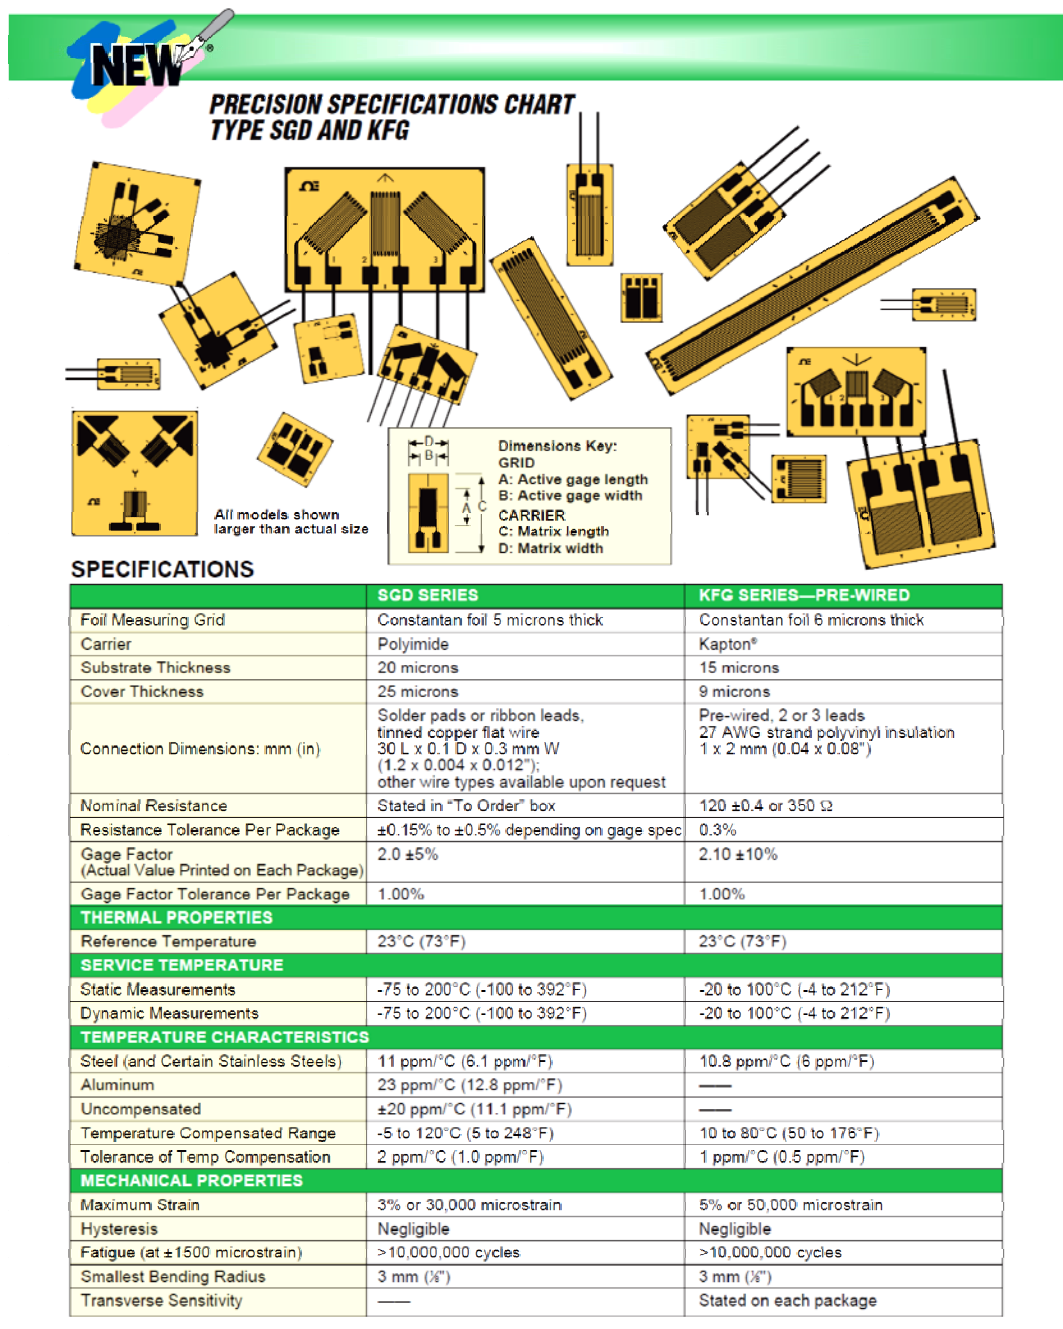 NEW®
PRECISION SPECIFICATIONS CHART
TYPE SGD AND KFG
All models shown
larger than actual size
D
B
A
C
Dimensions Key:
GRID
A: Active gage length
B: Active gage width
CARRIER
C: Matrix length
D: Matrix width
SPECIFICATIONS
SGD SERIES KFG SERIES—PRE-WIRED
Foil Measuring Grid Constantan foil 5 microns thick Constantan foil 6 microns thick
Carrier Polyimide Kapton®
Substrate Thickness 20 microns 15 microns
Cover Thickness 25 microns 9 microns
Connection Dimensions: mm (in)
Solder pads or ribbon leads,
tinned copper flat wire
30 L x 0.1 D x 0.3 mm W
(1.2 x 0.004 x 0.012");
other wire types available upon request
Pre-wired, 2 or 3 leads
27 AWG strand polyvinyl insulation
1 x 2 mm (0.04 x 0.08")
Nominal Resistance Stated in “To Order” box 120 ±0.4 or 350 Ω
Resistance Tolerance Per Package ±0.15% to ±0.5% depending on gage spec 0.3%
Gage Factor 2.0 ±5% 2.10 ±10%
(Actual Value Printed on Each Package)
Gage Factor Tolerance Per Package 1.00% 1.00%
THERMAL PROPERTIES
Reference Temperature 23°C (73°F) 23°C (73°F)
SERVICE TEMPERATURE
Static Measurements -75 to 200°C (-100 to 392°F) -20 to 100°C (-4 to 212°F)
Dynamic Measurements -75 to 200°C (-100 to 392°F) -20 to 100°C (-4 to 212°F)
TEMPERATURE CHARACTERISTICS
Steel (and Certain Stainless Steels) 11 ppm/°C (6.1 ppm/°F) 10.8 ppm/°C (6 ppm/°F)
Aluminum 23 ppm/°C (12.8 ppm/°F) ——
Uncompensated ±20 ppm/°C (11.1 ppm/°F) ——
Temperature Compensated Range -5 to 120°C (5 to 248°F) 10 to 80°C (50 to 176°F)
Tolerance of Temp Compensation 2 ppm/°C (1.0 ppm/°F) 1 ppm/°C (0.5 ppm/°F)
MECHANICAL PROPERTIES
Maximum Strain 3% or 30,000 microstrain 5% or 50,000 microstrain
Hysteresis Negligible Negligible
Fatigue (at ±1500 microstrain) >10,000,000 cycles >10,000,000 cycles
Smallest Bending Radius 3 mm (⅛") 3 mm (⅛")
Transverse Sensitivity —— Stated on each package